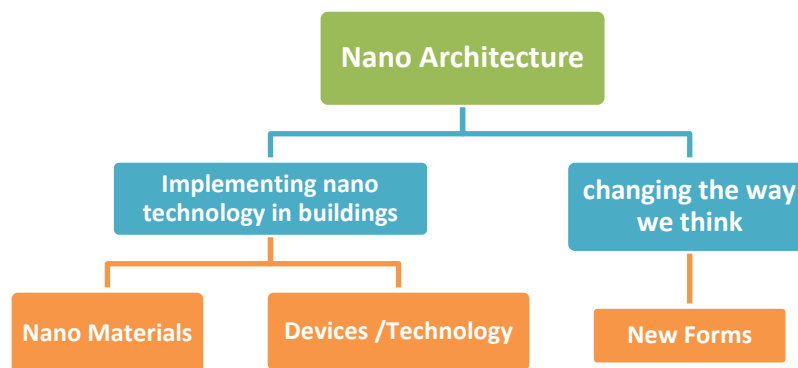 Nano Architecture
Implementing nano
technology in buildings
changing the way
we think
Nano Materials
Devices /Technology
New Forms